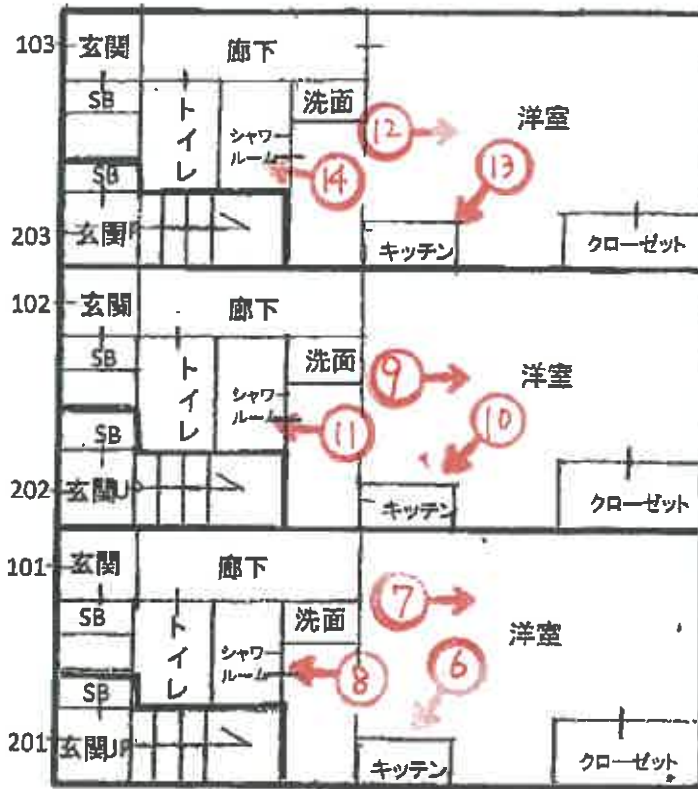 103 玄関 廊下
SB トイレ シャワールーム 洗面 ⑫ 洋室
SB ⑭ ⑬
203 玄関 キッチン クローゼット
102 玄関 廊下
SB トイレ シャワールーム 洗面 ⑨ 洋室
SB ⑪ ⑩
202 玄関U キッチン クローゼット
101 玄関 廊下 ⑦
SB トイレ シャワールーム 洗面 洋室
SB ⑧ ⑥
201 玄関UP キッチン クローゼット